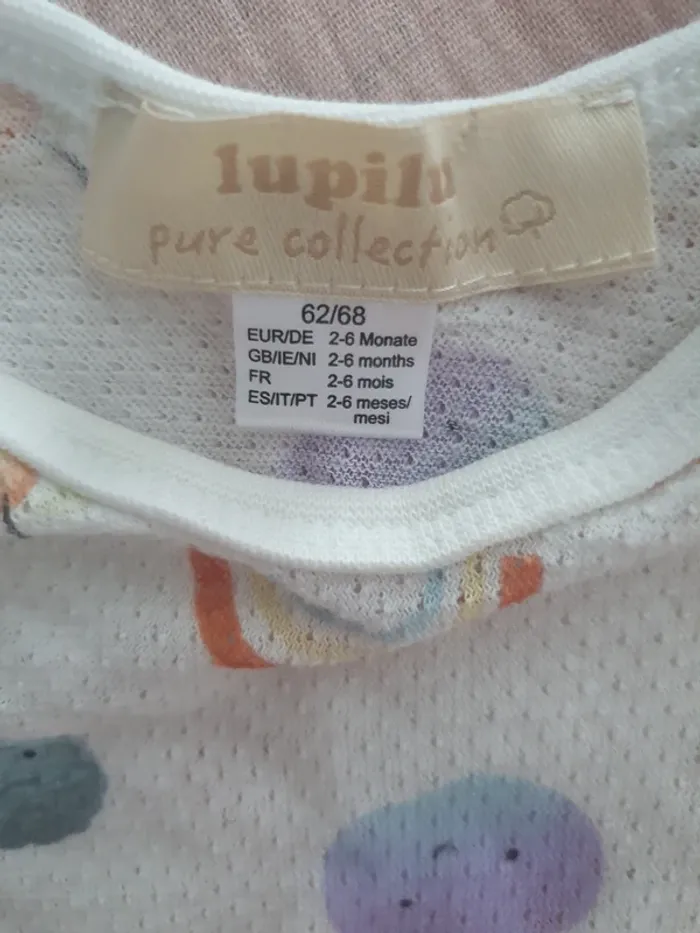 lupilu
pure collection
62/68
EUR/DE 2-6 Monate
GB/IE/NI 2-6 months
FR 2-6 mois
ES/IT/PT 2-6 meses/
mesi